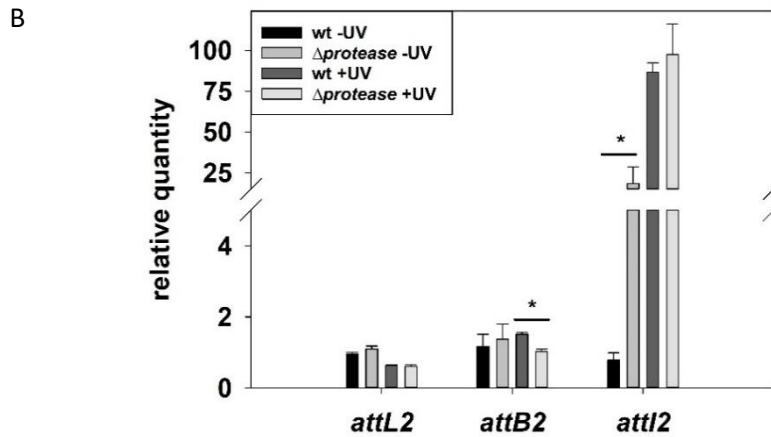 B
wt -UV
Δprotease -UV
wt +UV
Δprotease +UV
relative quantity
100
75
50
25
4
2
0
*
*
attL2 attB2 attI2